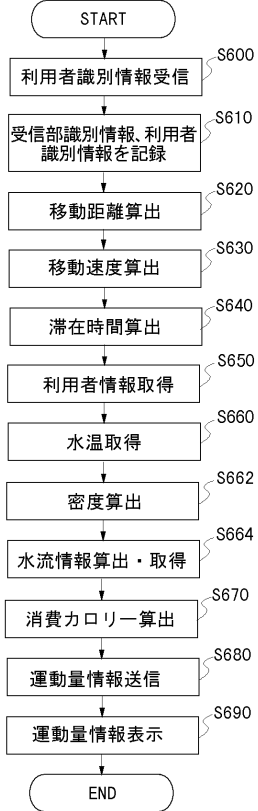 START
S600
利用者識別情報受信
S610
受信部識別情報、利用者
識別情報を記録
S620
移動距離算出
S630
移動速度算出
S640
滞在時間算出
S650
利用者情報取得
S660
水温取得
S662
密度算出
S664
水流情報算出・取得
S670
消費カロリー算出
S680
運動量情報送信
S690
運動量情報表示
END